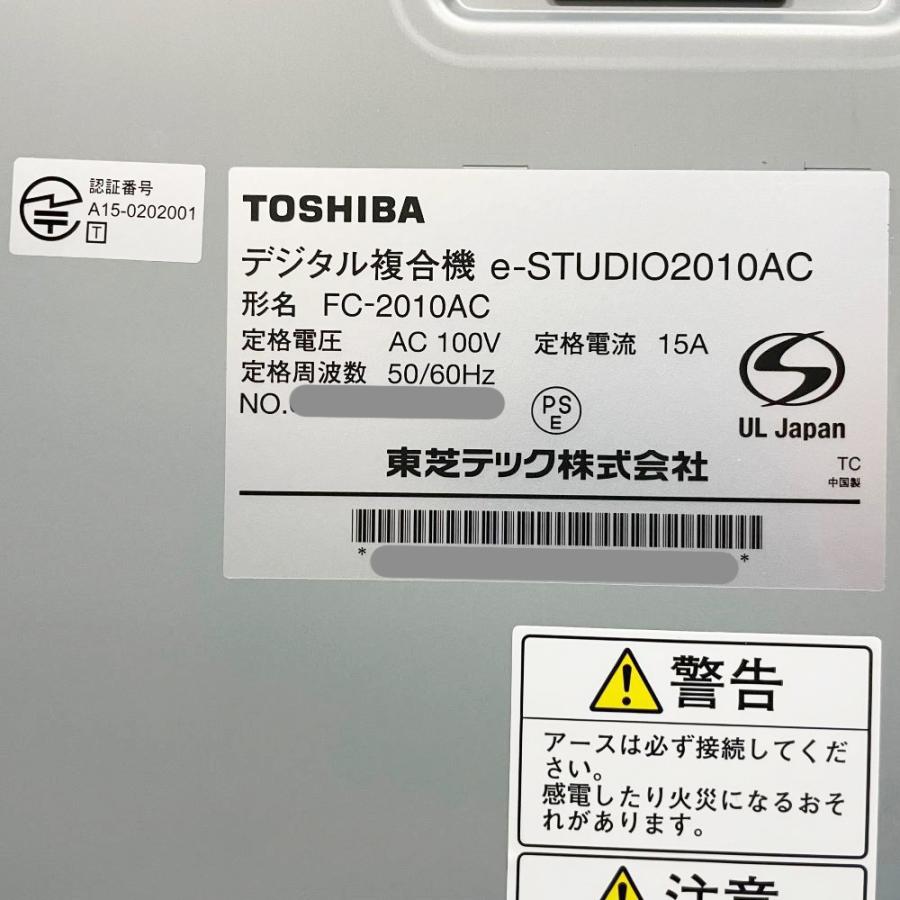 認証番号
A15-0202001
T
TOSHIBA
デジタル複合機 e-STUDIO2010AC
形名 FC-2010AC
定格電圧 AC 100V 定格電流 15A
定格周波数 50/60Hz
NO.
PS
E
UL Japan
東芝テック株式会社
TC
中国製
* *
警告
アースは必ず接続してくだ
さい。
感電したり火災になるおそ
れがあります。
注意